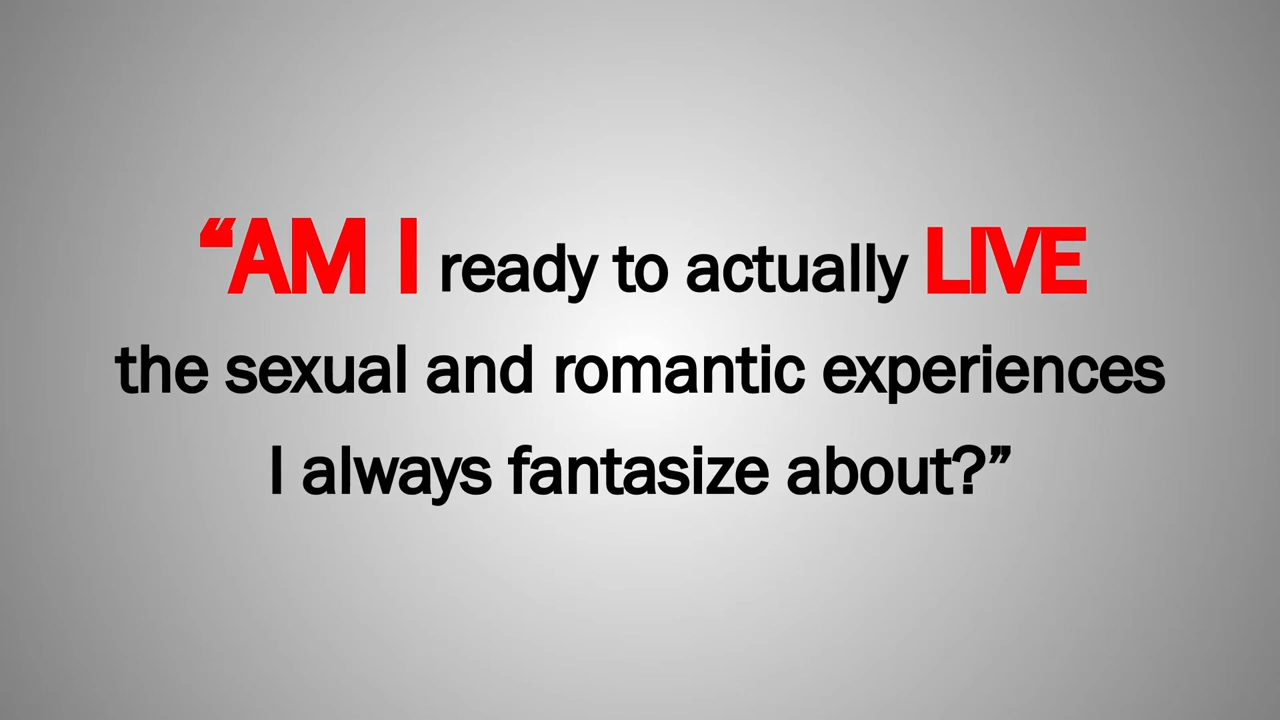 “AM I ready to actually LIVE
the sexual and romantic experiences
I always fantasize about?”